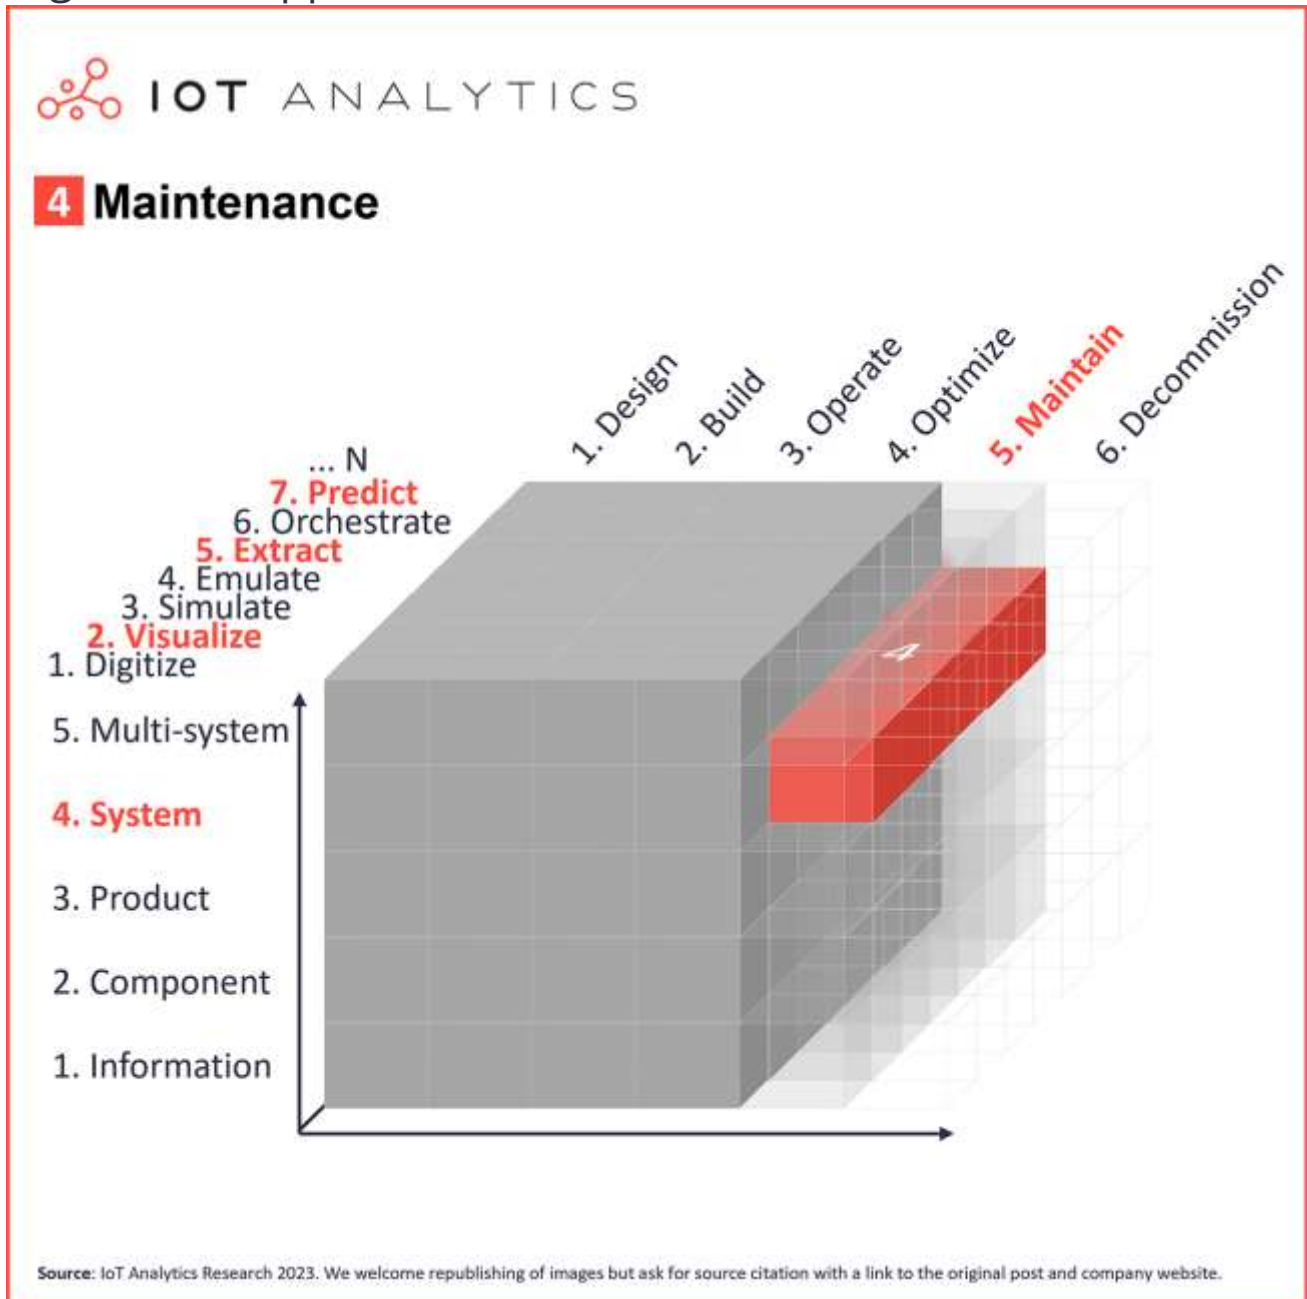 IOT ANALYTICS
4 Maintenance
1. Design
2. Build
3. Operate
4. Optimize
5. Maintain
6. Decommission
... N
7. Predict
6. Orchestrate
5. Extract
4. Emulate
3. Simulate
2. Visualize
1. Digitize
5. Multi-system
4. System
3. Product
2. Component
1. Information
4
Source: IoT Analytics Research 2023. We welcome republishing of images but ask for source citation with a link to the original post and company website.